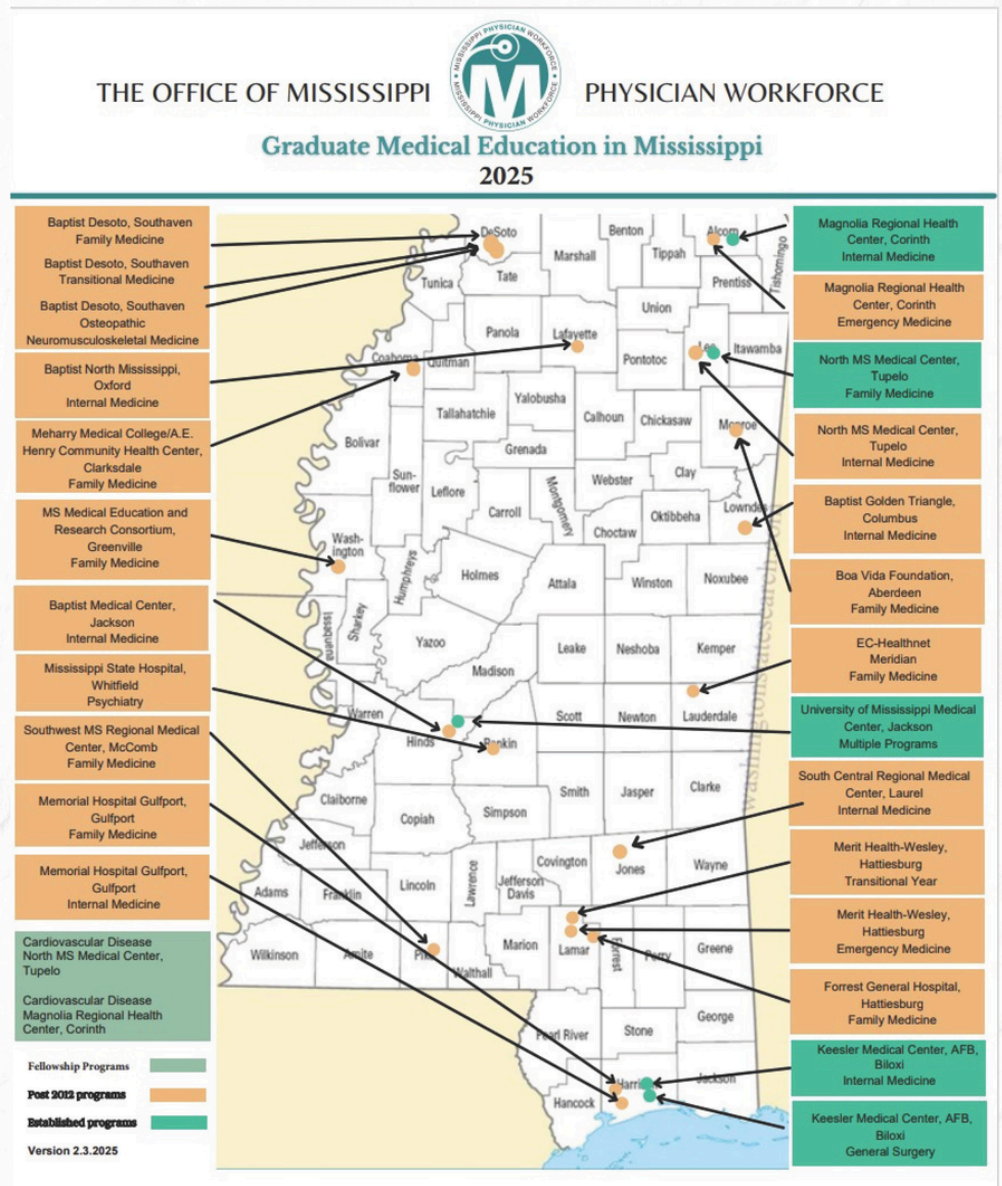 THE OFFICE OF MISSISSIPPI
MISSISSIPPI PHYSICIAN WORKFORCE
M
MISSISSIPPI PHYSICIAN WORKFORCE
PHYSICIAN WORKFORCE
Graduate Medical Education in Mississippi
2025
Baptist Desoto, Southaven
Family Medicine
Baptist Desoto, Southaven
Transitional Medicine
Baptist Desoto, Southaven
Osteopathic
Neuromusculoskeletal Medicine
Baptist North Mississippi,
Oxford
Internal Medicine
Meharry Medical College/A.E.
Henry Community Health Center,
Clarksdale
Family Medicine
MS Medical Education and
Research Consortium,
Greenville
Family Medicine
Baptist Medical Center,
Jackson
Internal Medicine
Mississippi State Hospital,
Whitfield
Psychiatry
Southwest MS Regional Medical
Center, McComb
Family Medicine
Memorial Hospital Gulfport,
Gulfport
Family Medicine
Memorial Hospital Gulfport,
Gulfport
Internal Medicine
Cardiovascular Disease
North MS Medical Center,
Tupelo
Cardiovascular Disease
Magnolia Regional Health
Center, Corinth
Fellowship Programs
Post 2012 programs
Established programs
Version 2.3.2025
DeSoto
Benton
Alcorn
Marshall
Tippah
Tishomingo
Tate
Tunica
Prentiss
Union
Panola
Lafayette
Lee
Itawamba
Coahoma
Quitman
Pontotoc
Yalobusha
Tallahatchie
Calhoun
Chickasaw
Monroe
Bolivar
Grenada
Sun-
flower
Leflore
Montgomery
Webster
Clay
Carroll
Lowndes
Oktibbeha
Choctaw
Wash-
ington
Humphreys
Holmes
Attala
Winston
Noxubee
Sharkey
Issaquena
Yazoo
Leake
Neshoba
Kemper
Madison
Warren
Scott
Newton
Lauderdale
Hinds
Rankin
Smith
Jasper
Clarke
Claiborne
Copiah
Simpson
Jefferson
Covington
Jones
Wayne
Lawrence
Jefferson
Davis
Adams
Franklin
Lincoln
Marion
Lamar
Forrest
Perry
Greene
Wilkinson
Amite
Pike
Walthall
George
Pearl River
Stone
Harrison
Jackson
Hancock
washingtonstatesearch.com
Magnolia Regional Health
Center, Corinth
Internal Medicine
Magnolia Regional Health
Center, Corinth
Emergency Medicine
North MS Medical Center,
Tupelo
Family Medicine
North MS Medical Center,
Tupelo
Internal Medicine
Baptist Golden Triangle,
Columbus
Internal Medicine
Boa Vida Foundation,
Aberdeen
Family Medicine
EC-Healthnet
Meridian
Family Medicine
University of Mississippi Medical
Center, Jackson
Multiple Programs
South Central Regional Medical
Center, Laurel
Internal Medicine
Merit Health-Wesley,
Hattiesburg
Transitional Year
Merit Health-Wesley,
Hattiesburg
Emergency Medicine
Forrest General Hospital,
Hattiesburg
Family Medicine
Keesler Medical Center, AFB,
Biloxi
Internal Medicine
Keesler Medical Center, AFB,
Biloxi
General Surgery